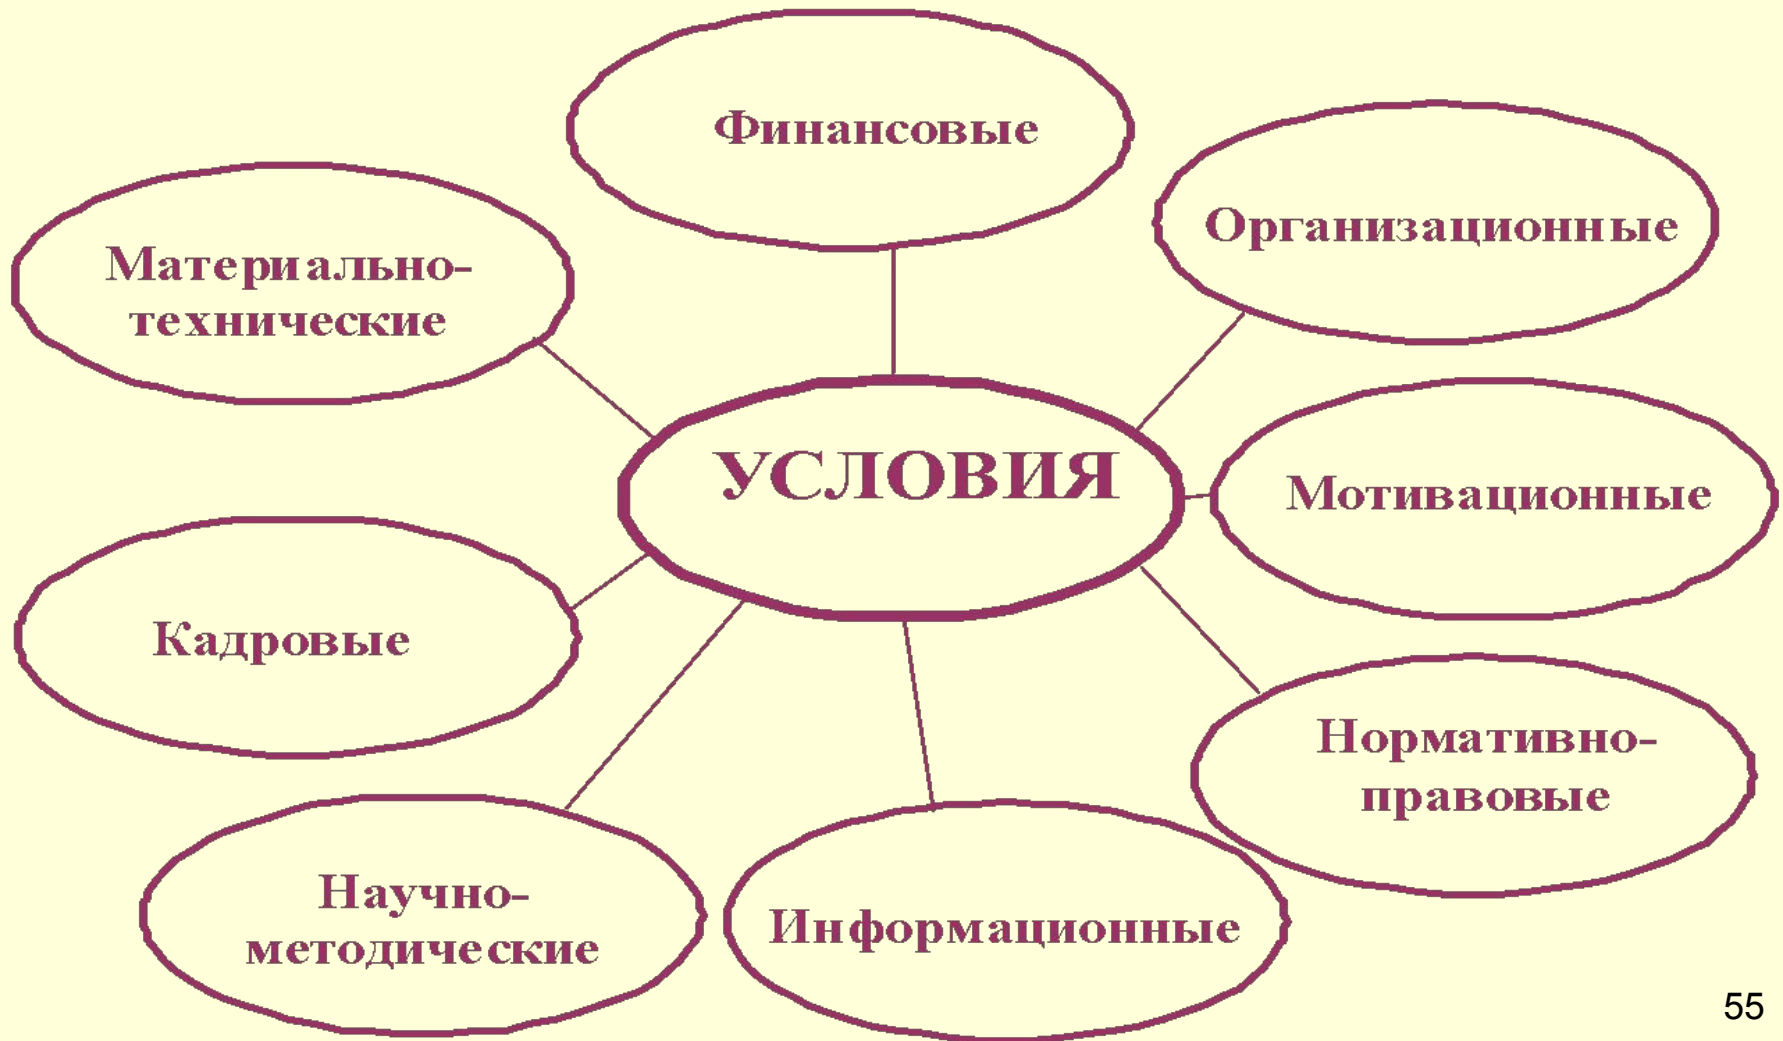 Финансовые
Организационные
Материально-
технические
УСЛОВИЯ
Мотивационные
Кадровые
Нормативно-
правовые
Научно-
методические
Информационные
55